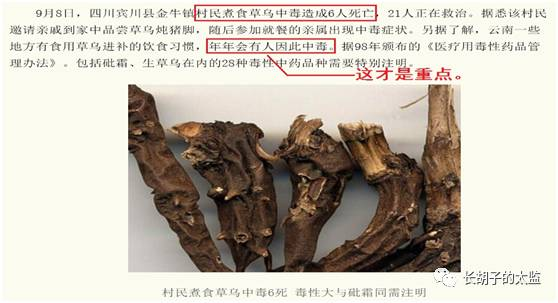 9月8日，四川宾川县金牛镇村民煮食草乌中毒造成6人死亡，21人正在救治。据悉该村民
邀请亲戚到家中品尝草乌炖猪脚，随后参加就餐的亲属出现中毒症状。另据了解，云南一些
地方有食用草乌进补的饮食习惯，年年会有人因此中毒。据98年颁布的《医疗用毒性药品管
理办法》。包括砒霜、生草乌在内的28种毒性中药品种需要特别注明。
这才是重点。
长胡子的太监
村民煮食草乌中毒6死 毒性大与砒霜同需注明